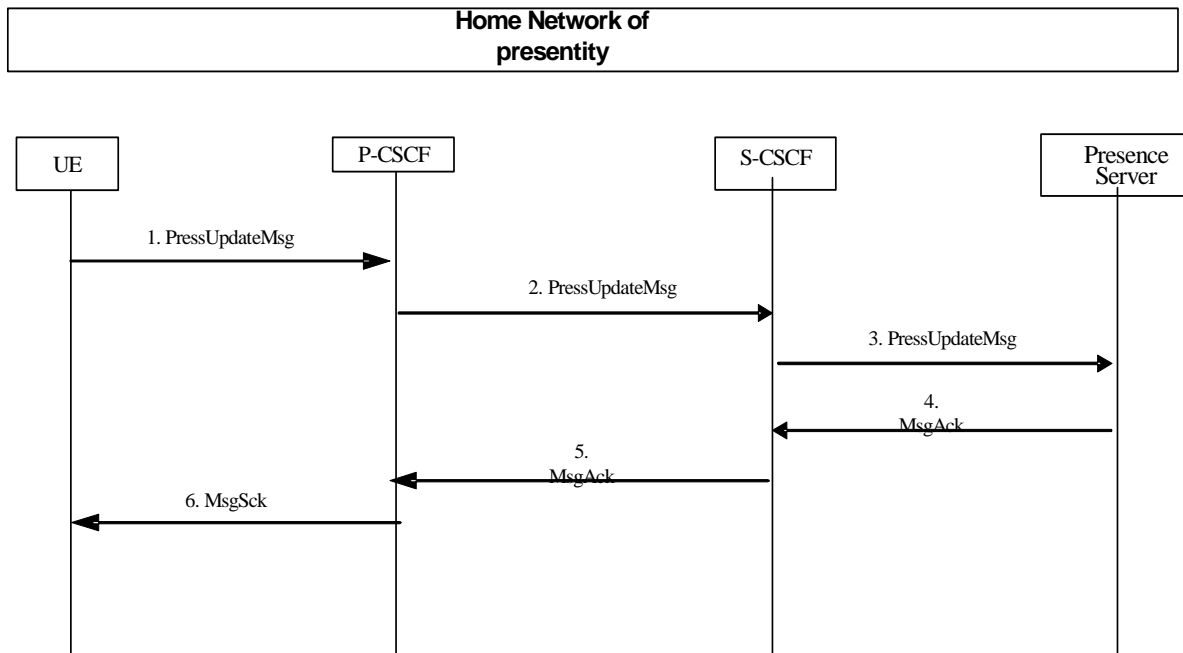 Home Network of
presentity
UE
P-CSCF
S-CSCF
Presence
Server
1. PressUpdateMsg
2. PressUpdateMsg
3. PressUpdateMsg
4.
MsgAck
5.
MsgAck
6. MsgSck